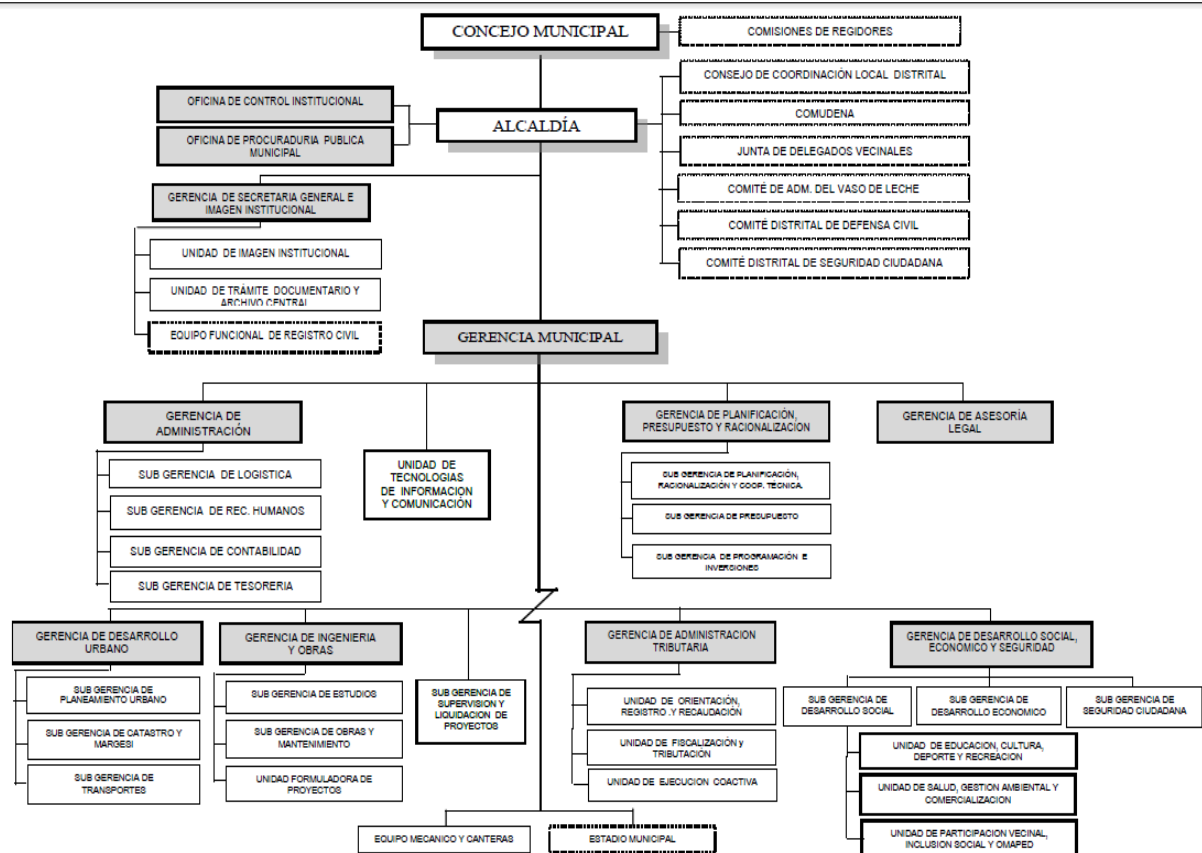 CONCEJO MUNICIPAL
COMISIONES DE REGIDORES
CONSEJO DE COORDINACIÓN LOCAL DISTRITAL
OFICINA DE CONTROL INSTITUCIONAL
ALCALDÍA
COMUDENA
OFICINA DE PROCURADURIA PUBLICA
MUNICIPAL
JUNTA DE DELEGADOS VECINALES
GERENCIA DE SECRETARIA GENERAL E
IMAGEN INSTITUCIONAL
COMITÉ DE ADM. DEL VASO DE LECHE
COMITÉ DISTRITAL DE DEFENSA CIVIL
UNIDAD DE IMAGEN INSTITUCIONAL
COMITÉ DISTRITAL DE SEGURIDAD CIUDADANA
UNIDAD DE TRÁMITE DOCUMENTARIO Y
ARCHIVO CENTRAL
EQUIPO FUNCIONAL DE REGISTRO CIVIL
GERENCIA MUNICIPAL
GERENCIA DE
ADMINISTRACIÓN
SUB GERENCIA DE LOGISTICA
SUB GERENCIA DE REC. HUMANOS
SUB GERENCIA DE CONTABILIDAD
SUB GERENCIA DE TESORERIA
UNIDAD DE
TECNOLOGIAS
DE INFORMACION
Y COMUNICACIÓN
GERENCIA DE PLANIFICACIÓN,
PRESUPUESTO Y RACIONALIZACION
SUB GERENCIA DE PLANIFICACIÓN,
RACIONALIZACIÓN Y COOP. TÉCNICA.
SUB GERENCIA DE PRESUPUESTO
SUB GERENCIA DE PROGRAMACIÓN E
INVERSIONES
GERENCIA DE ASESORÍA
LEGAL
GERENCIA DE DESARROLLO
URBANO
SUB GERENCIA DE
PLANEAMIENTO URBANO
SUB GERENCIA DE CATASTRO Y
MARGESI
SUB GERENCIA DE
TRANSPORTES
GERENCIA DE INGENIERIA
Y OBRAS
SUB GERENCIA DE ESTUDIOS
SUB GERENCIA DE OBRAS Y
MANTENIMIENTO
UNIDAD FORMULADORA DE
PROYECTOS
SUB GERENCIA DE
SUPERVISION Y
LIQUIDACION DE
PROYECTOS
GERENCIA DE ADMINISTRACION
TRIBUTARIA
UNIDAD DE ORIENTACIÓN,
REGISTRO .Y RECAUDACIÓN
UNIDAD DE FISCALIZACIÓN y
TRIBUTACIÓN
UNIDAD DE EJECUCION COACTIVA
GERENCIA DE DESARROLLO SOCIAL,
ECONOMICO Y SEGURIDAD
SUB GERENCIA DE
DESARROLLO SOCIAL
SUB GERENCIA DE
DESARROLLO ECONOMICO
SUB GERENCIA DE
SEGURIDAD CIUDADANA
UNIDAD DE EDUCACION, CULTURA,
DEPORTE Y RECREACION
UNIDAD DE SALUD, GESTION AMBIENTAL Y
COMERCIALIZACION
UNIDAD DE PARTICIPACION VECINAL,
INCLUSION SOCIAL Y OMAPED
EQUIPO MECANICO Y CANTERAS
ESTADIO MUNICIPAL